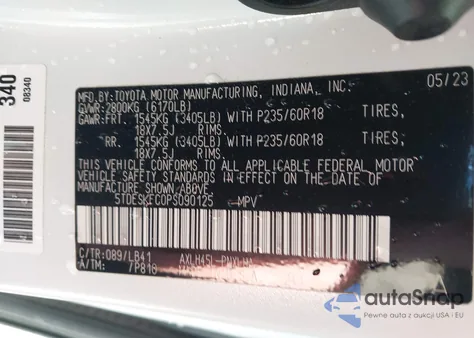 340
08340
MFD.BY:TOYOTA MOTOR MANUFACTURING, INDIANA, INC. 05/23
GVWR: 2800KG (6170LB)
GAWR:FRT. 1545KG (3405LB) WITH P235/60R18 TIRES,
18X7.5J RIMS.
RR. 1545KG (3405LB) WITH P235/60R18 TIRES,
18X7.5J RIMS.
THIS VEHICLE CONFORMS TO ALL APPLICABLE FEDERAL MOTOR
VEHICLE SAFETY STANDARDS IN EFFECT ON THE DATE OF
MANUFACTURE SHOWN ABOVE.
5TDESKFC0PS090125 MPV
C/TR:089/LB41 AXLH45L-
A/TM: /P810 A
autoSnap
Pewne auta z aukcji USA i EU